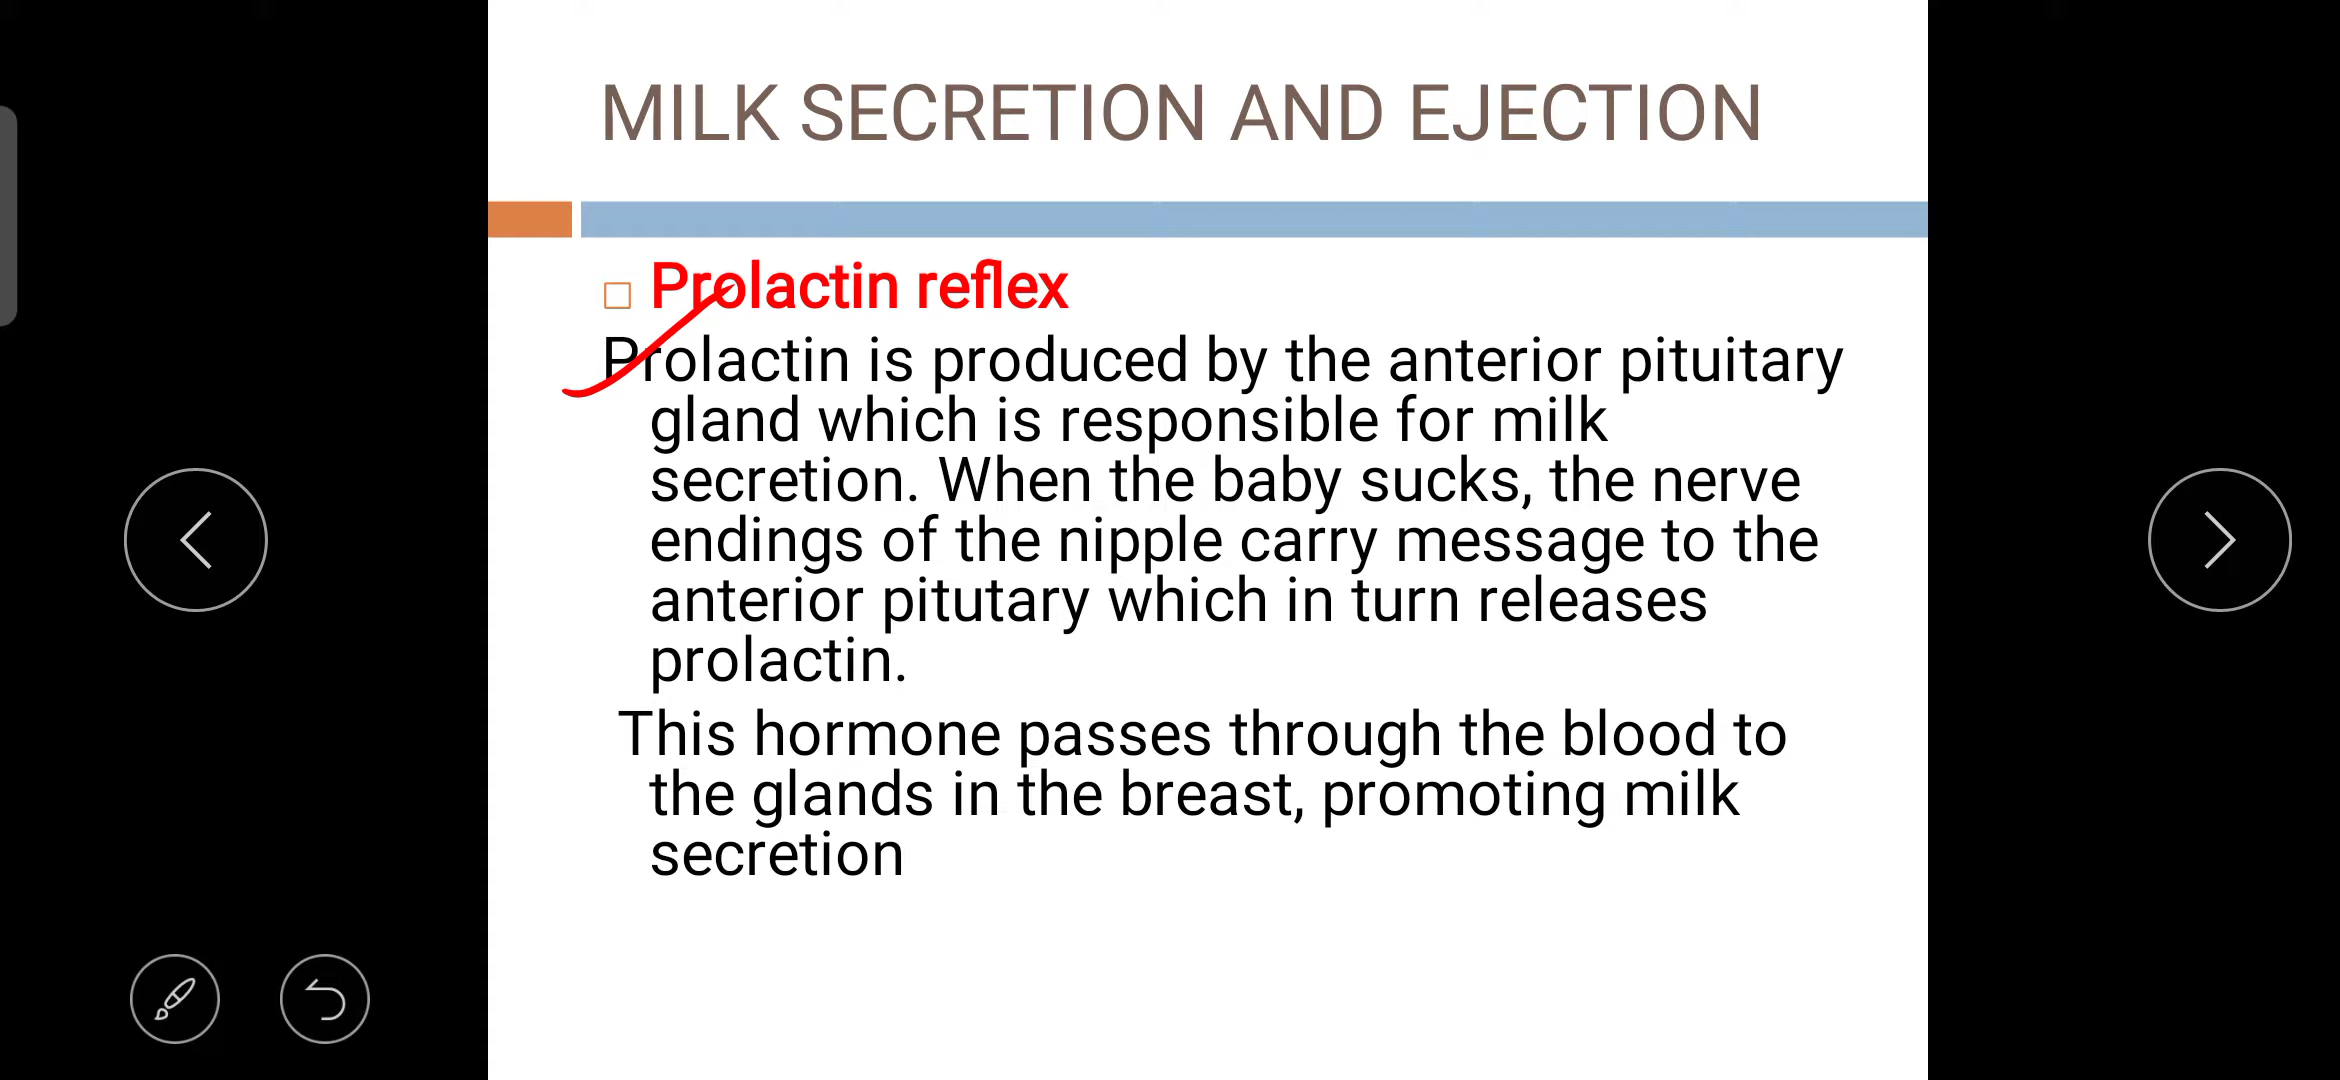 MILK SECRETION AND EJECTION
Prolactin reflex
Prolactin is produced by the anterior pituitary
gland which is responsible for milk
secretion. When the baby sucks, the nerve
endings of the nipple carry message to the
anterior pitutary which in turn releases
prolactin.
This hormone passes through the blood to
the glands in the breast, promoting milk
secretion